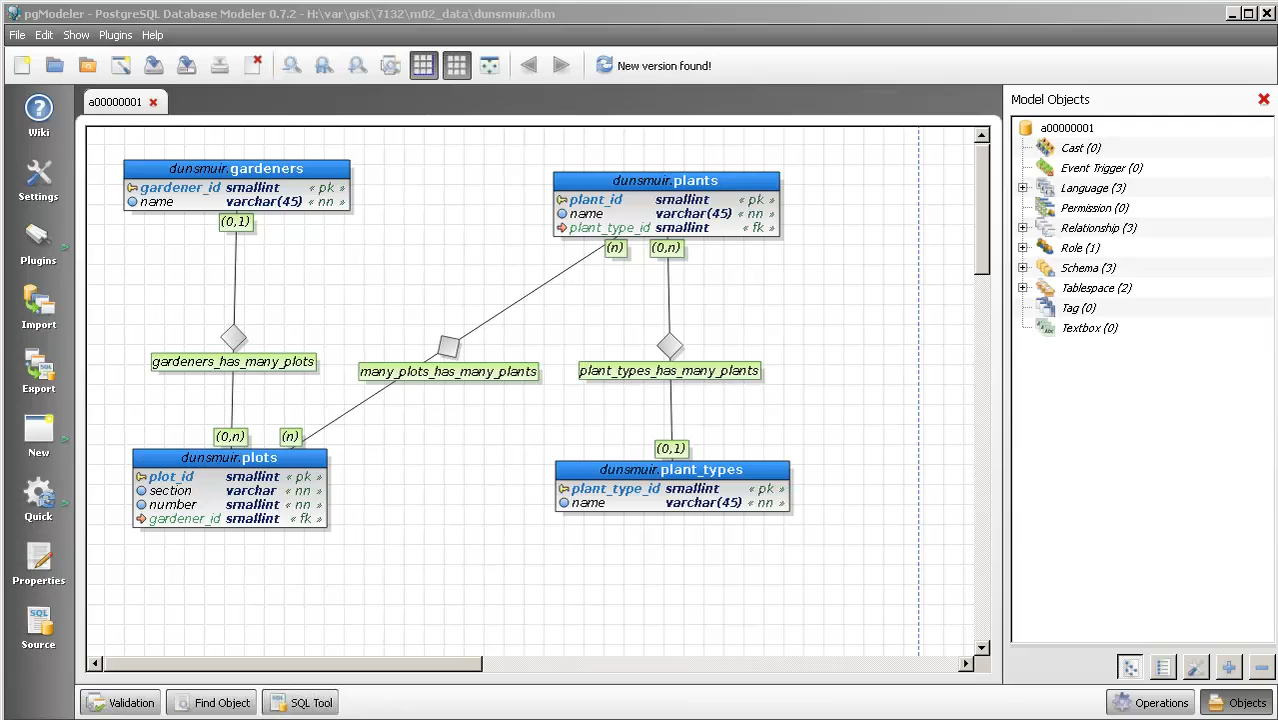 pgModeler - PostgreSQL Database Modeler 0.7.2 - H:\var\gist\7132\m02_data\dunsmuir.dbm
File Edit Show Plugins Help
New version found!
a00000001
Wiki
Settings
Plugins
Import
Export
New
Quick
Properties
Source
dunsmuir.gardeners
gardener_id smallint « pk »
name varchar(45) « nn »
(0,1)
dunsmuir.plants
plant_id smallint « pk »
name varchar(45) « nn »
plant_type_id smallint « fk »
(n) (0,n)
gardeners_has_many_plots
many_plots_has_many_plants
plant_types_has_many_plants
(0,n) (n)
(0,1)
dunsmuir.plots
plot_id smallint « pk »
section varchar « nn »
number smallint « nn »
gardener_id smallint « fk »
dunsmuir.plant_types
plant_type_id smallint « pk »
name varchar(45) « nn »
Model Objects
a00000001
Cast (0)
Event Trigger (0)
Language (3)
Permission (0)
Relationship (3)
Role (1)
Schema (3)
Tablespace (2)
Tag (0)
Textbox (0)
Validation Find Object SQL Tool
Operations Objects